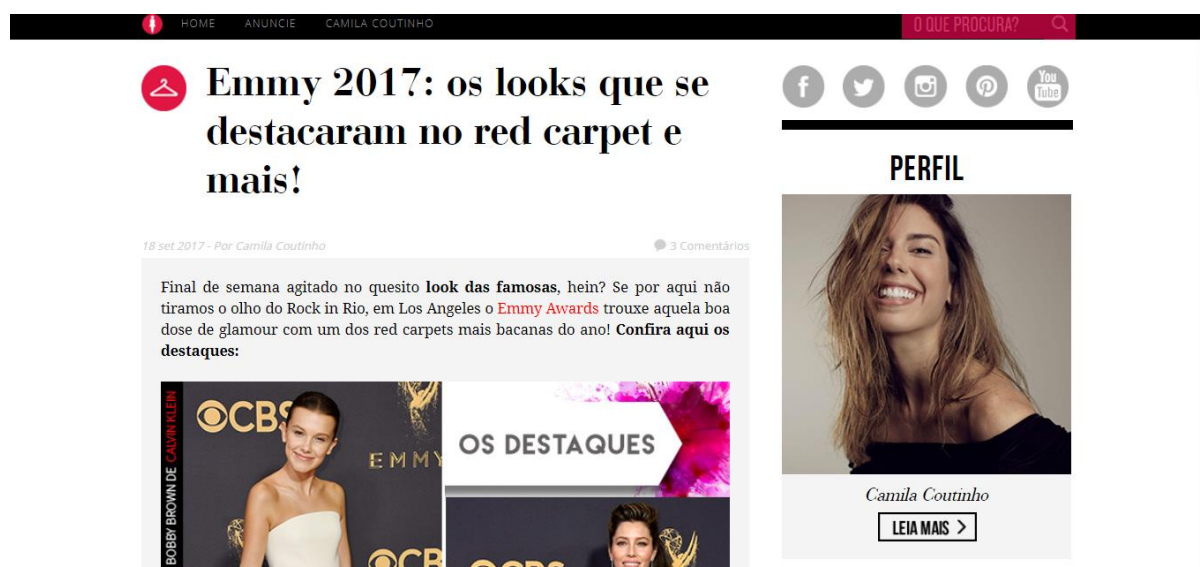 HOME ANUNCIE CAMILA COUTINHO
O QUE PROCURA?
Emmy 2017: os looks que se
destacaram no red carpet e
mais!
18 set 2017 - Por Camila Coutinho
3 Comentários
Final de semana agitado no quesito look das famosas, hein? Se por aqui não
tiramos o olho do Rock in Rio, em Los Angeles o Emmy Awards trouxe aquela boa
dose de glamour com um dos red carpets mais bacanas do ano! Confira aqui os
destaques:
BOBBY BROWN DE CALVIN KLEIN
CBS
EMMY
OS DESTAQUES
You
Tube
PERFIL
Camila Coutinho
LEIA MAIS